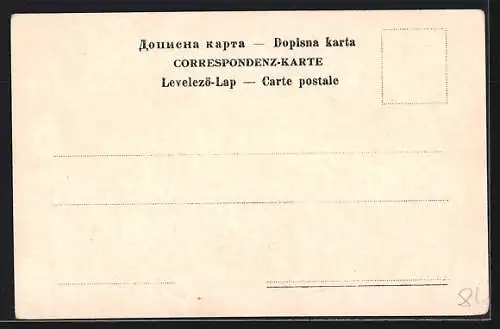 Дописна карта — Dopisna karta
CORRESPONDENZ-KARTE
Levelező-Lap — Carte postale